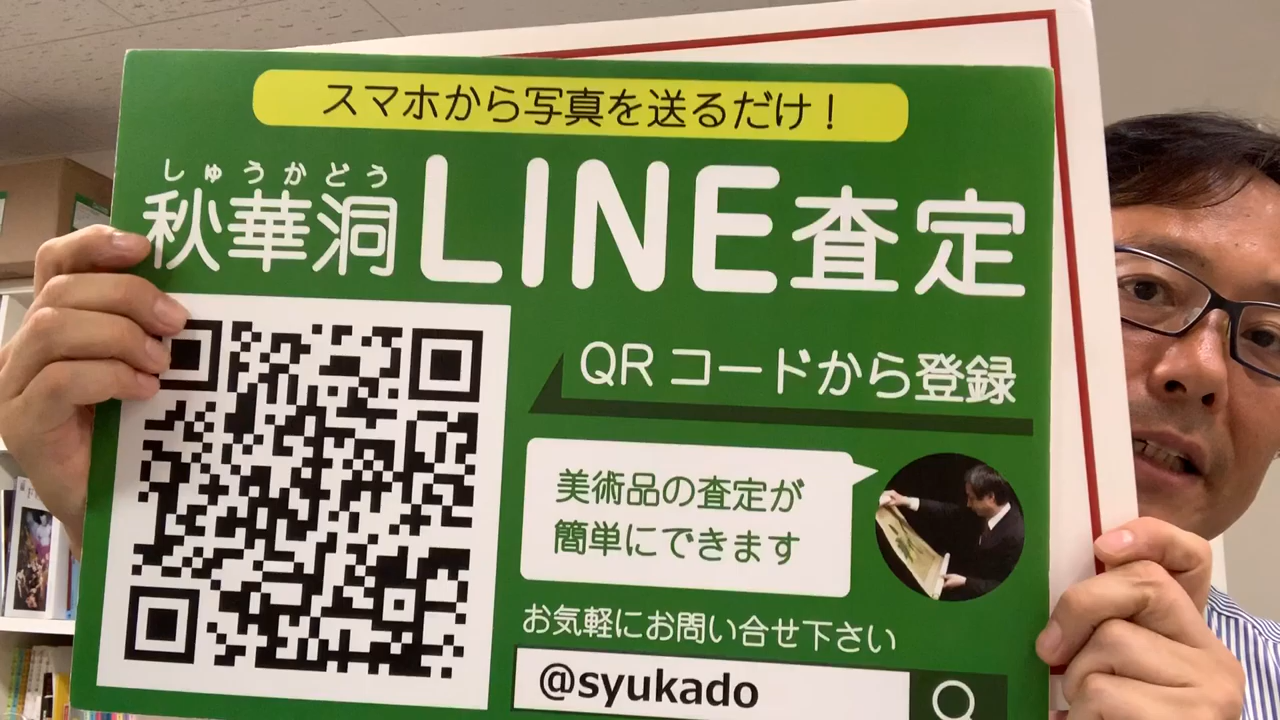 スマホから写真を送るだけ!
しゅうかどう
秋華洞LINE査定
QRコードから登録
美術品の査定が
簡単にできます
お気軽にお問い合せ下さい
@syukado